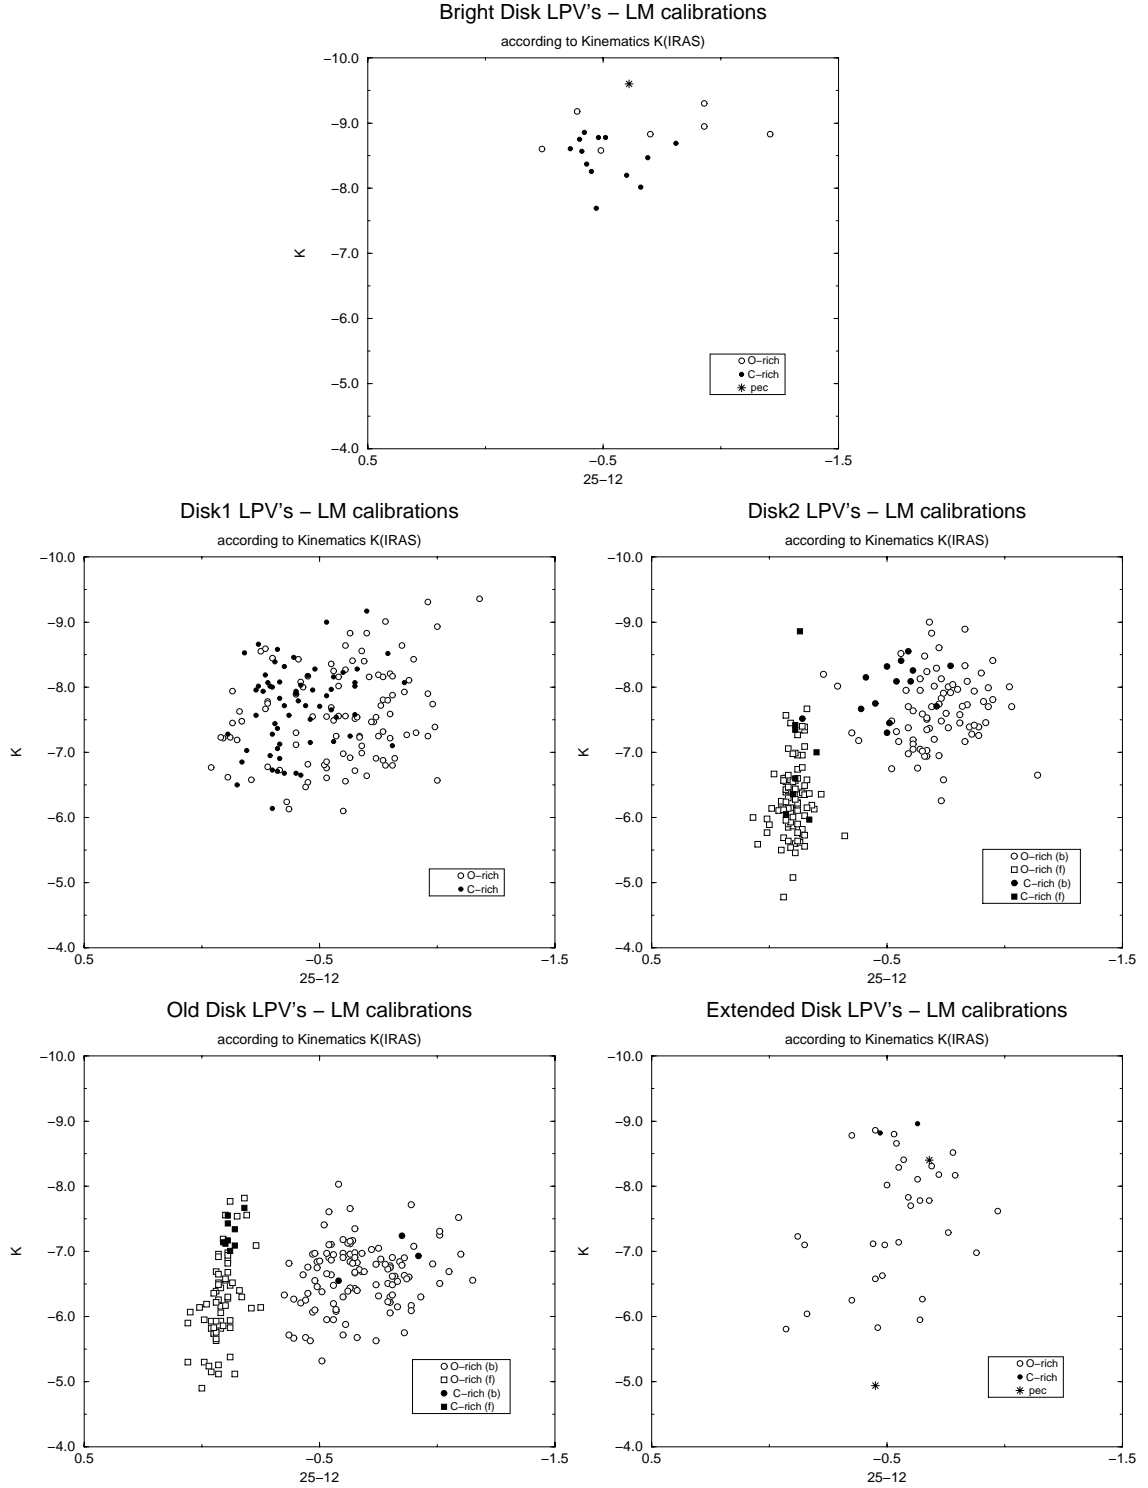 Bright Disk LPV's – LM calibrations
according to Kinematics K(IRAS)
−10.0
−9.0
−8.0
−7.0
−6.0
−5.0
−4.0
K
O−rich
C−rich
pec
0.5
−0.5
−1.5
25−12
Disk1 LPV's – LM calibrations
according to Kinematics K(IRAS)
−10.0
−9.0
−8.0
−7.0
−6.0
−5.0
−4.0
K
O−rich
C−rich
0.5
−0.5
−1.5
25−12
Disk2 LPV's – LM calibrations
according to Kinematics K(IRAS)
−10.0
−9.0
−8.0
−7.0
−6.0
−5.0
−4.0
K
O−rich (b)
O−rich (f)
C−rich (b)
C−rich (f)
0.5
−0.5
−1.5
25−12
Old Disk LPV's – LM calibrations
according to Kinematics K(IRAS)
−10.0
−9.0
−8.0
−7.0
−6.0
−5.0
−4.0
K
O−rich (b)
O−rich (f)
C−rich (b)
C−rich (f)
0.5
−0.5
−1.5
25−12
Extended Disk LPV's – LM calibrations
according to Kinematics K(IRAS)
−10.0
−9.0
−8.0
−7.0
−6.0
−5.0
−4.0
K
O−rich
C−rich
pec
0.5
−0.5
−1.5
25−12